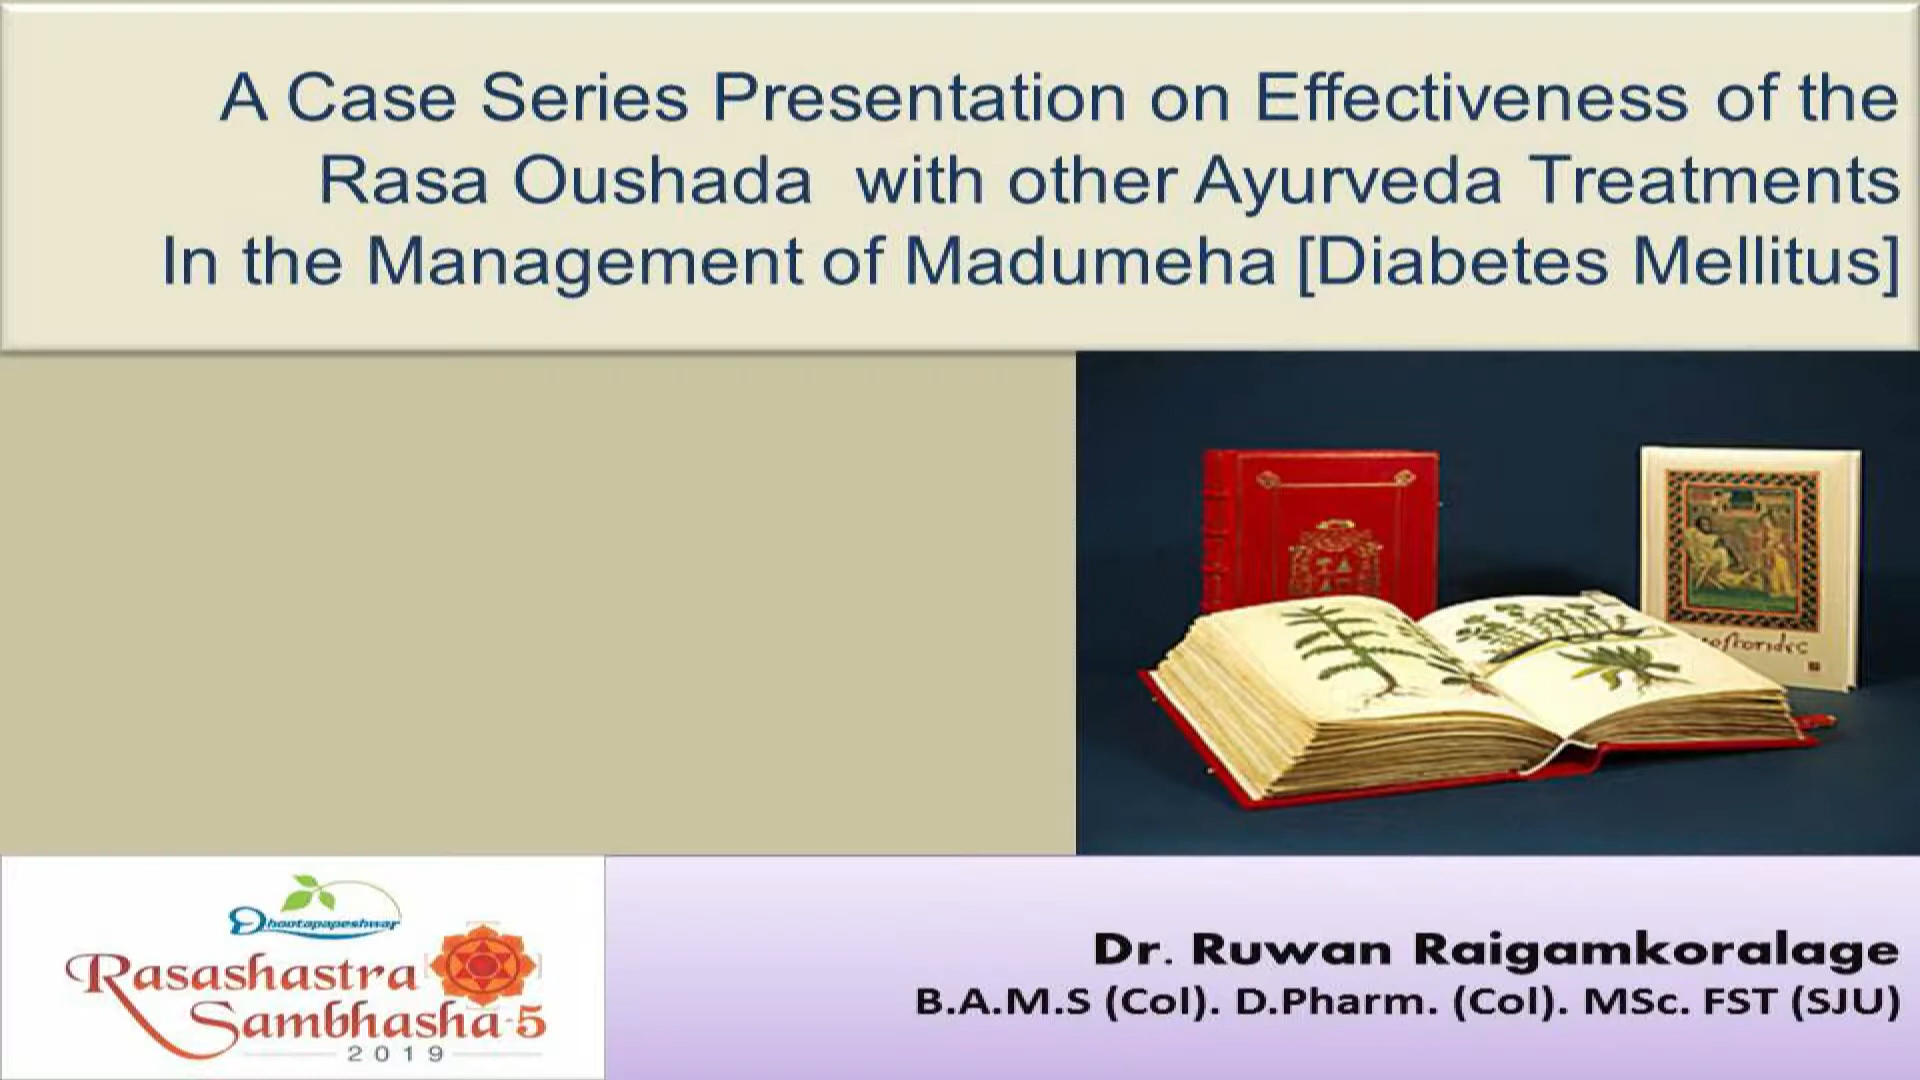 A Case Series Presentation on Effectiveness of the
Rasa Oushada with other Ayurveda Treatments
In the Management of Madumeha [Diabetes Mellitus]
Dhootapapeshwar
Rasashastra
Sambhasha-5
2019
Dr. Ruwan Raigamkoralage
B.A.M.S (Col). D.Pharm. (Col). MSc. FST (SJU)